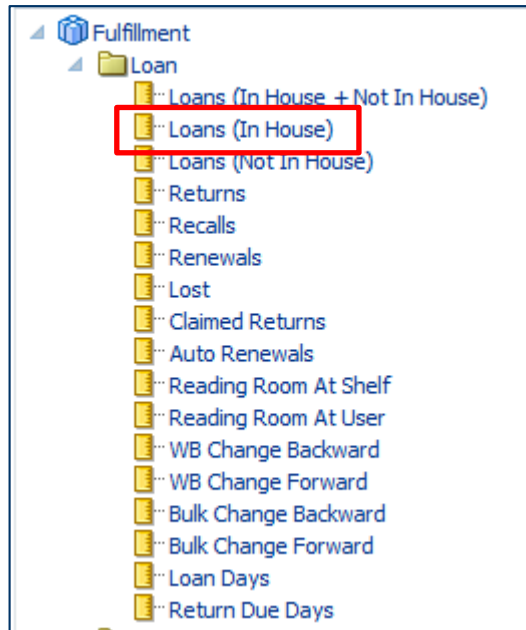 Fulfillment
Loan
Loans (In House + Not In House)
Loans (In House)
Loans (Not In House)
Returns
Recalls
Renewals
Lost
Claimed Returns
Auto Renewals
Reading Room At Shelf
Reading Room At User
WB Change Backward
WB Change Forward
Bulk Change Backward
Bulk Change Forward
Loan Days
Return Due Days